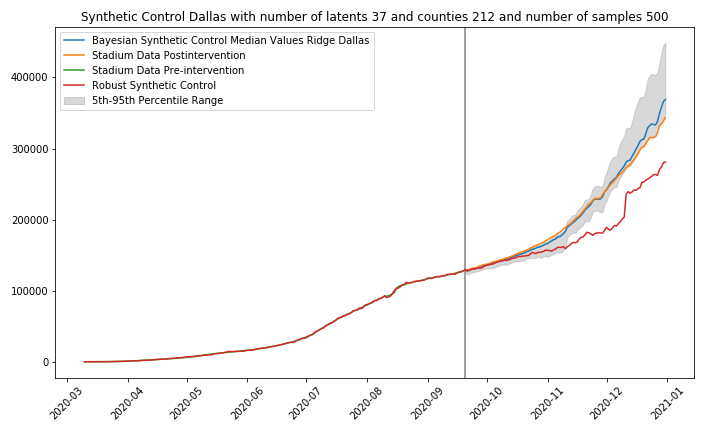 Synthetic Control Dallas with number of latents 37 and counties 212 and number of samples 500
Bayesian Synthetic Control Median Values Ridge Dallas
Stadium Data Postintervention
Stadium Data Pre-intervention
Robust Synthetic Control
5th-95th Percentile Range
400000
300000
200000
100000
0
2020-03
2020-04
2020-05
2020-06
2020-07
2020-08
2020-09
2020-10
2020-11
2020-12
2021-01